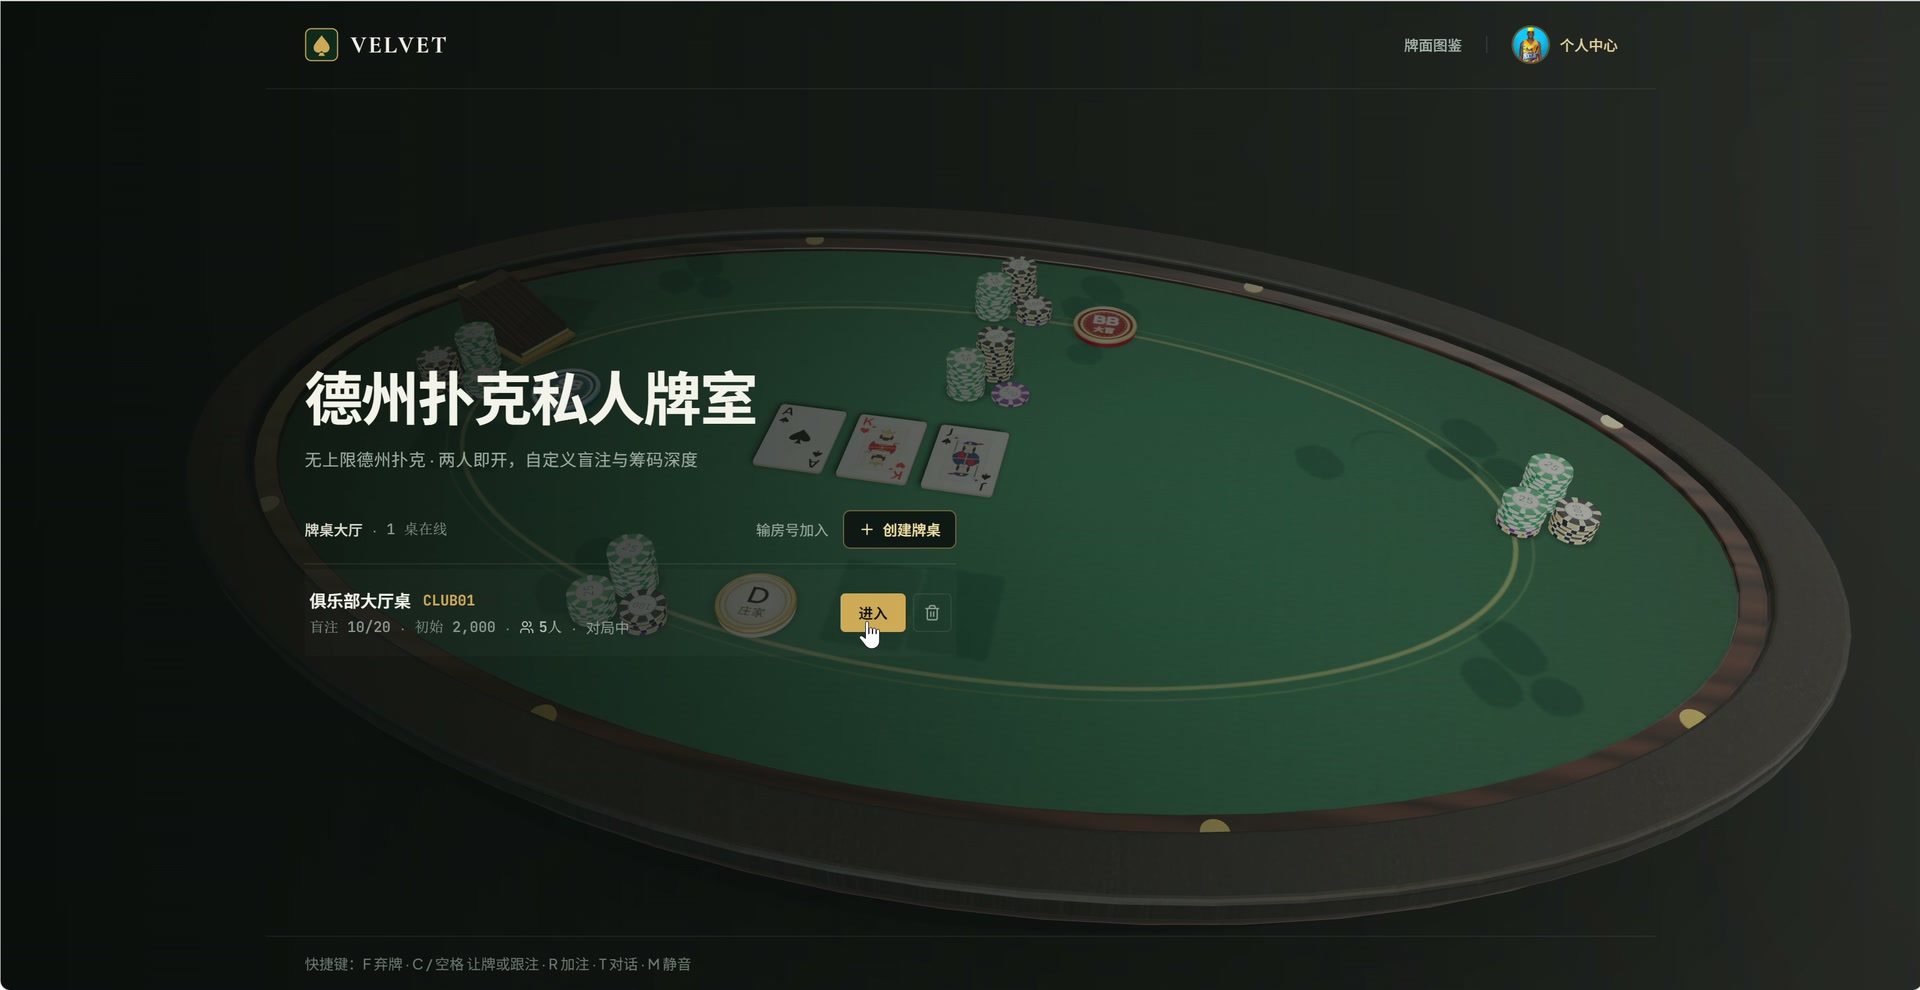 VELVET
牌面图鉴
个人中心
BB
大盲
德州扑克私人牌室
A
K
J
无上限德州扑克 · 两人即开，自定义盲注与筹码深度
牌桌大厅 · 1 桌在线
输房号加入
+ 创建牌桌
俱乐部大厅桌 CLUB01
D
庄家
进入
盲注 10/20 · 初始 2,000 · 5人 · 对局中
快捷键：F 弃牌 · C / 空格 让牌或跟注 · R 加注 · T 对话 · M 静音